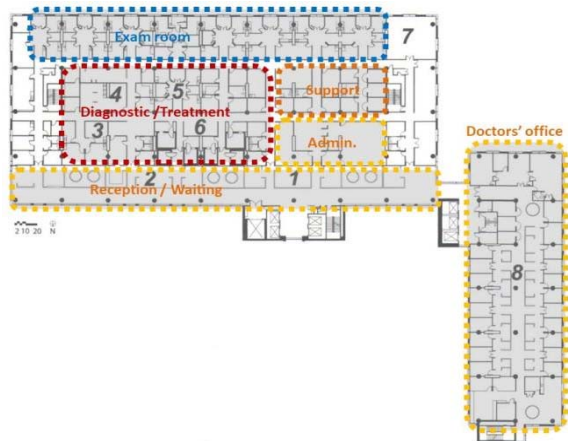 Exam room
7
4
5
Support
Diagnostic /Treatment
3
6
Admin.
Doctors' office
2
1
Reception / Waiting
2 10 20 N
8